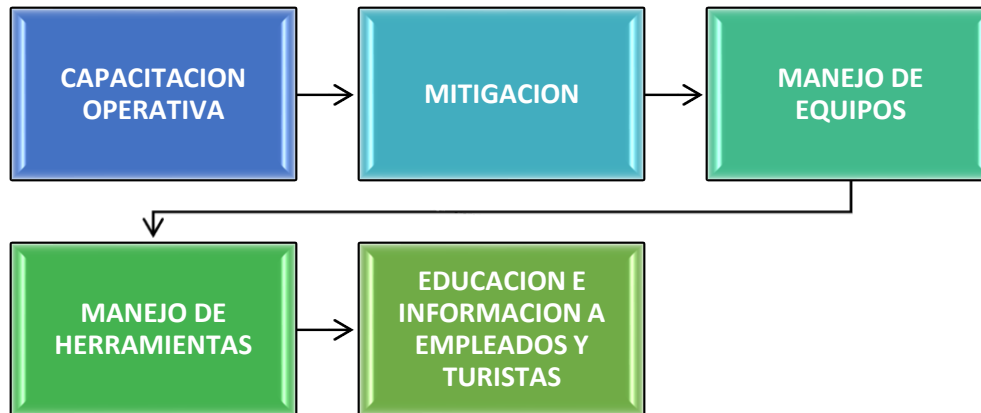 CAPACITACION
OPERATIVA
MITIGACION
MANEJO DE
EQUIPOS
MANEJO DE
HERRAMIENTAS
EDUCACION E
INFORMACION A
EMPLEADOS Y
TURISTAS